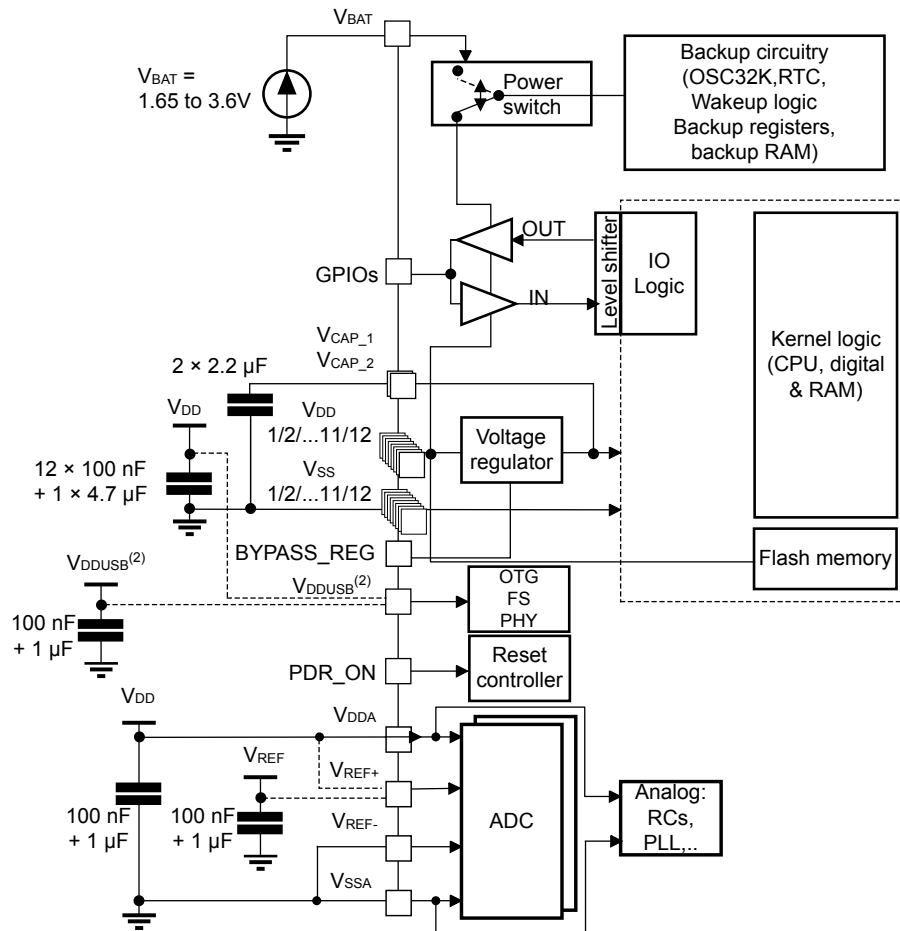 VBAT
VBAT =
1.65 to 3.6V
Power
switch
Backup circuitry
(OSC32K,RTC,
Wakeup logic
Backup registers,
backup RAM)
GPIOs
OUT
IN
Level shifter
IO
Logic
Kernel logic
(CPU, digital
& RAM)
VCAP_1
VCAP_2
2 × 2.2 µF
VDD
VDD
1/2/...11/12
Voltage
regulator
12 × 100 nF
+ 1 × 4.7 µF
VSS
1/2/...11/12
BYPASS_REG
Flash memory
VDDUSB(2)
VDDUSB(2)
100 nF
+ 1 µF
OTG
FS
PHY
PDR_ON
Reset
controller
VDD
VDDA
VREF
VREF+
100 nF
+ 1 µF
100 nF
+ 1 µF
VREF-
ADC
Analog:
RCs,
PLL,..
VSSA